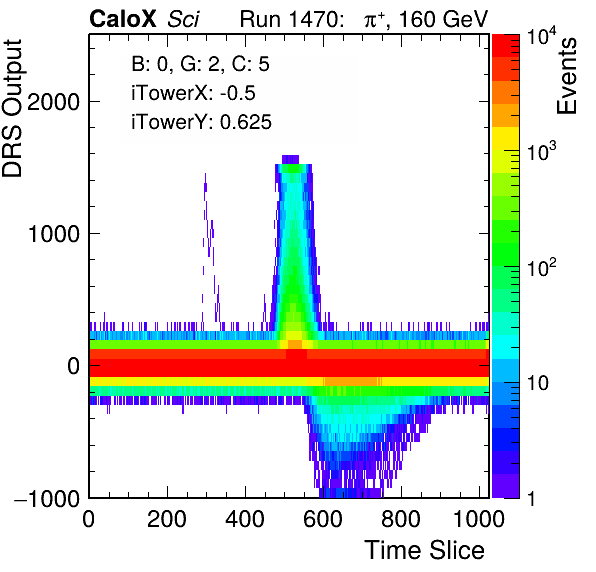 CaloX Sci Run 1470: π⁺, 160 GeV
B: 0, G: 2, C: 5
iTowerX: -0.5
iTowerY: 0.625
DRS Output
2000
1000
0
−1000
0 200 400 600 800 1000
Time Slice
Events
10⁴
10³
10²
10
1